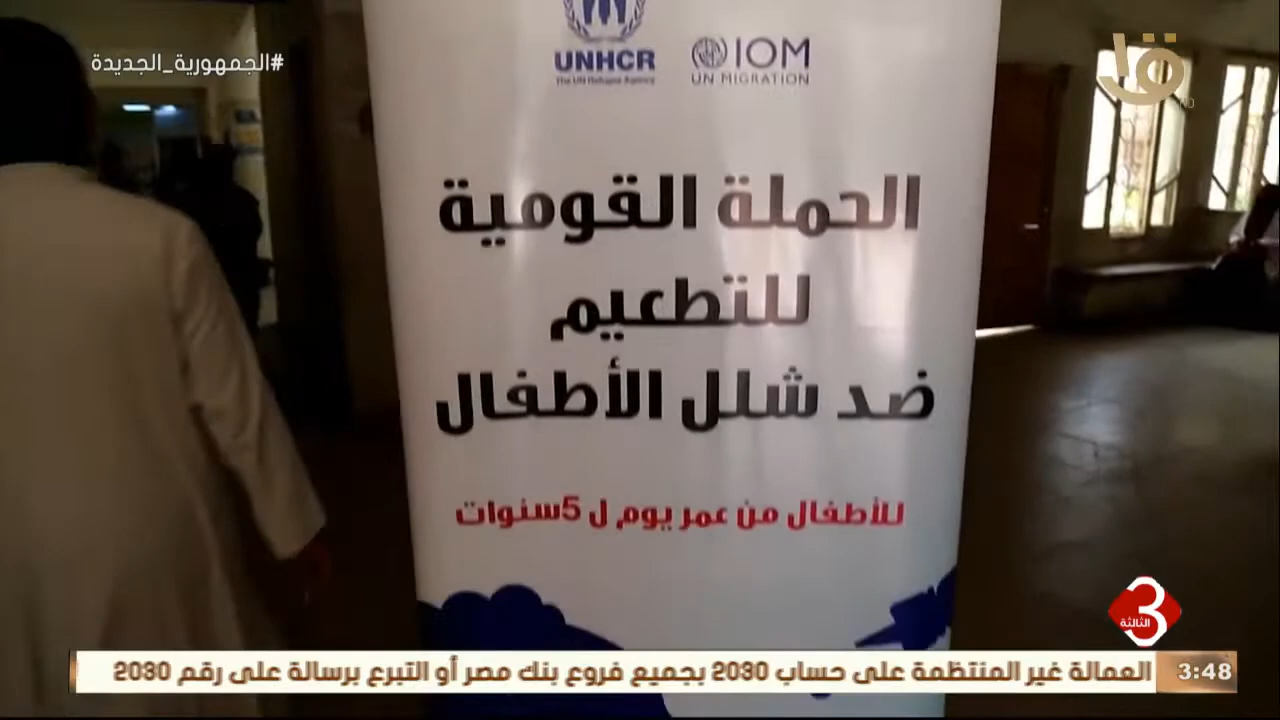 #الجمهورية_الجديدة
UNHCR
The UN Refugee Agency
IOM
UN MIGRATION
HD
الحملة القومية
للتطعيم
ضد شلل الأطفال
للأطفال من عمر يوم ل 5سنوات
3
الثالثة
العمالة غير المنتظمة على حساب 2030 بجميع فروع بنك مصر أو التبرع برسالة على رقم 2030
3:48